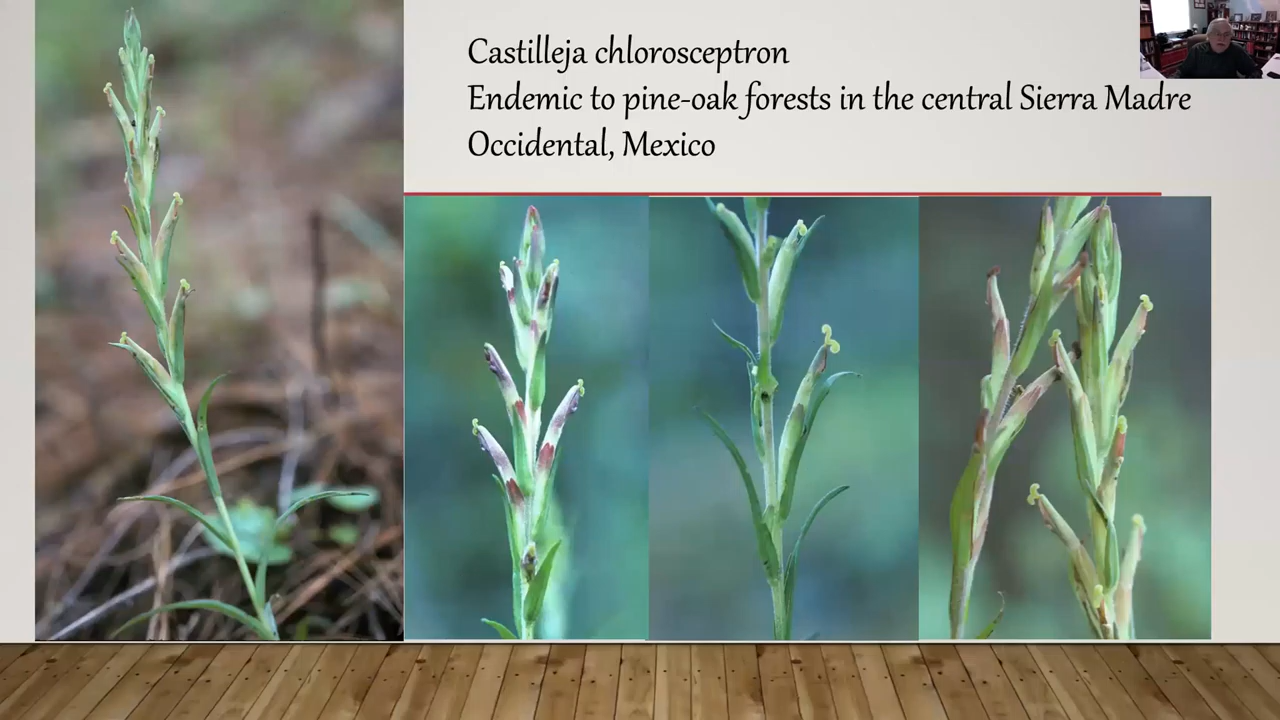 Castilleja chlorosceptron
Endemic to pine-oak forests in the central Sierra Madre
Occidental, Mexico